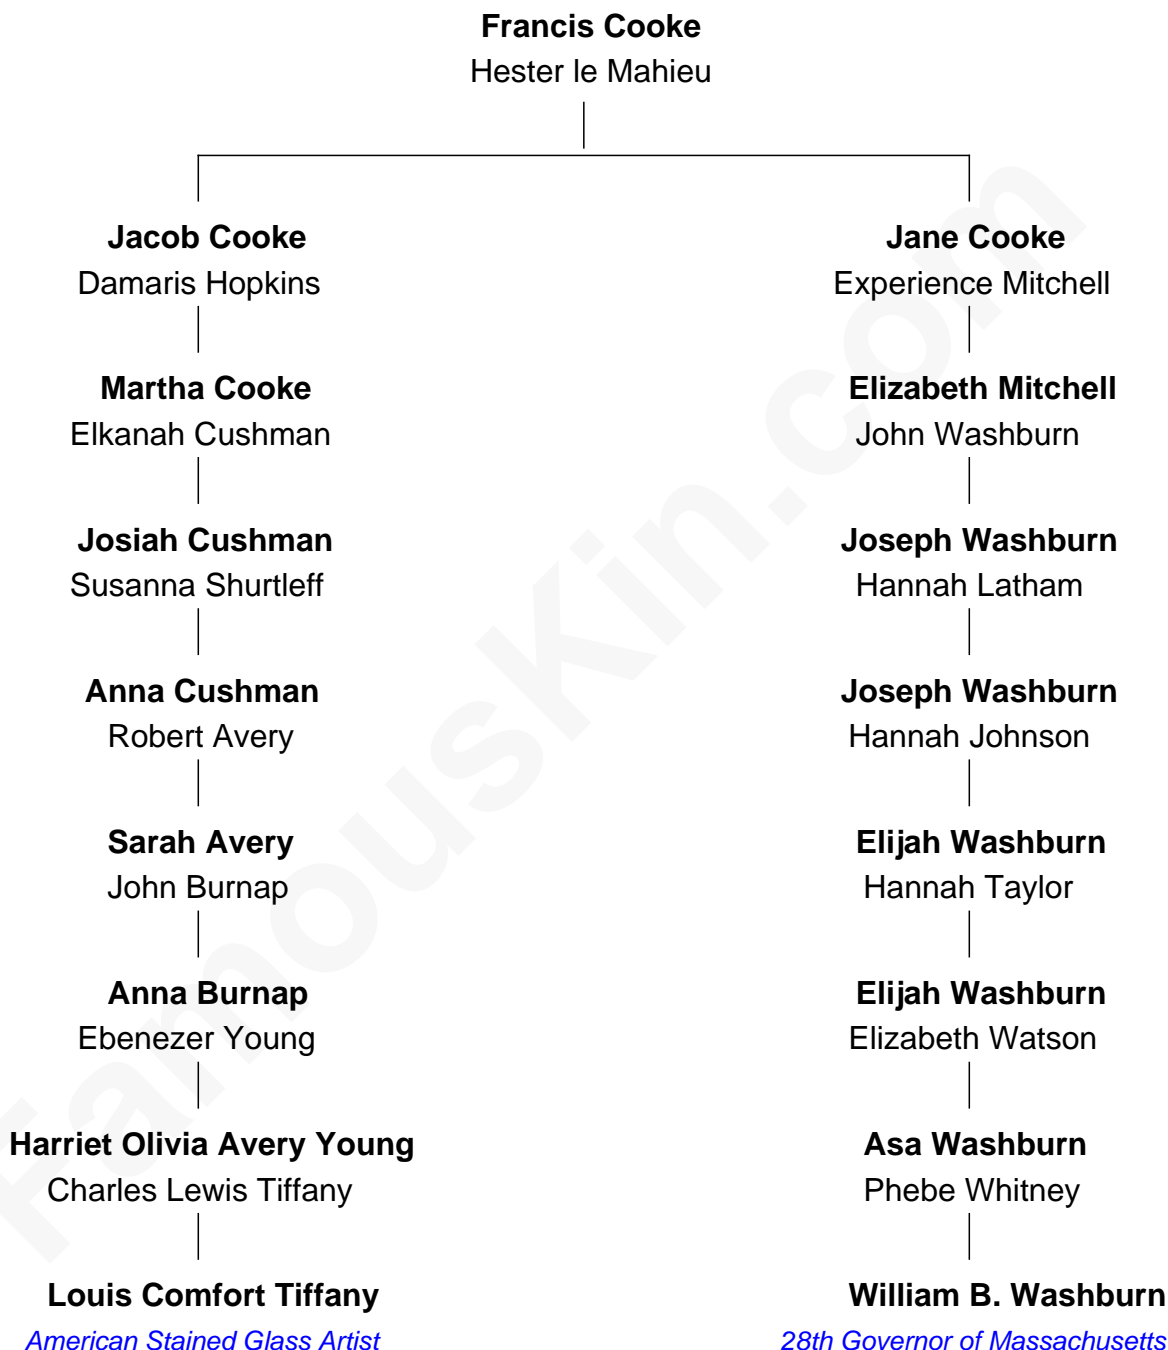 Francis Cooke
Hester le Mahieu
Jacob Cooke
Damaris Hopkins
Jane Cooke
Experience Mitchell
Martha Cooke
Elkanah Cushman
Elizabeth Mitchell
John Washburn
Josiah Cushman
Susanna Shurtleff
Joseph Washburn
Hannah Latham
Anna Cushman
Robert Avery
Joseph Washburn
Hannah Johnson
Sarah Avery
John Burnap
Elijah Washburn
Hannah Taylor
Anna Burnap
Ebenezer Young
Elijah Washburn
Elizabeth Watson
Harriet Olivia Avery Young
Charles Lewis Tiffany
Asa Washburn
Phebe Whitney
Louis Comfort Tiffany
American Stained Glass Artist
William B. Washburn
28th Governor of Massachusetts
FamousKin.com